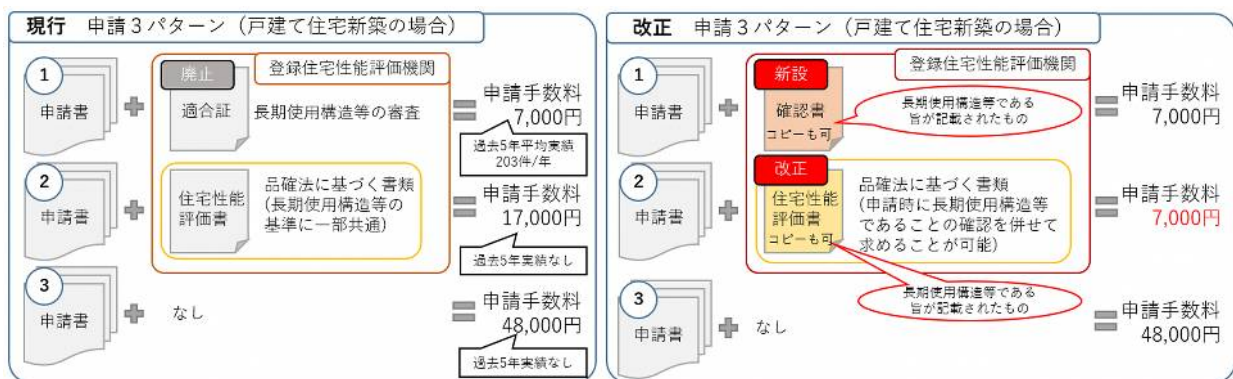 現行 申請3パターン（戸建て住宅新築の場合）
1
申請書
廃止
適合証
登録住宅性能評価機関
長期使用構造等の審査
申請手数料
7,000円
過去5年平均実績
203件/年
2
申請書
住宅性能
評価書
品確法に基づく書類
(長期使用構造等の
基準に一部共通)
申請手数料
17,000円
過去5年実績なし
3
申請書
なし
申請手数料
48,000円
過去5年実績なし
改正 申請3パターン（戸建て住宅新築の場合）
1
申請書
新設
確認書
コピーも可
登録住宅性能評価機関
長期使用構造等である
旨が記載されたもの
申請手数料
7,000円
2
申請書
改正
住宅性能
評価書
コピーも可
品確法に基づく書類
(申請時に長期使用構造等
であることの確認を併せて
求めることが可能)
申請手数料
7,000円
長期使用構造等である
旨が記載されたもの
3
申請書
なし
申請手数料
48,000円